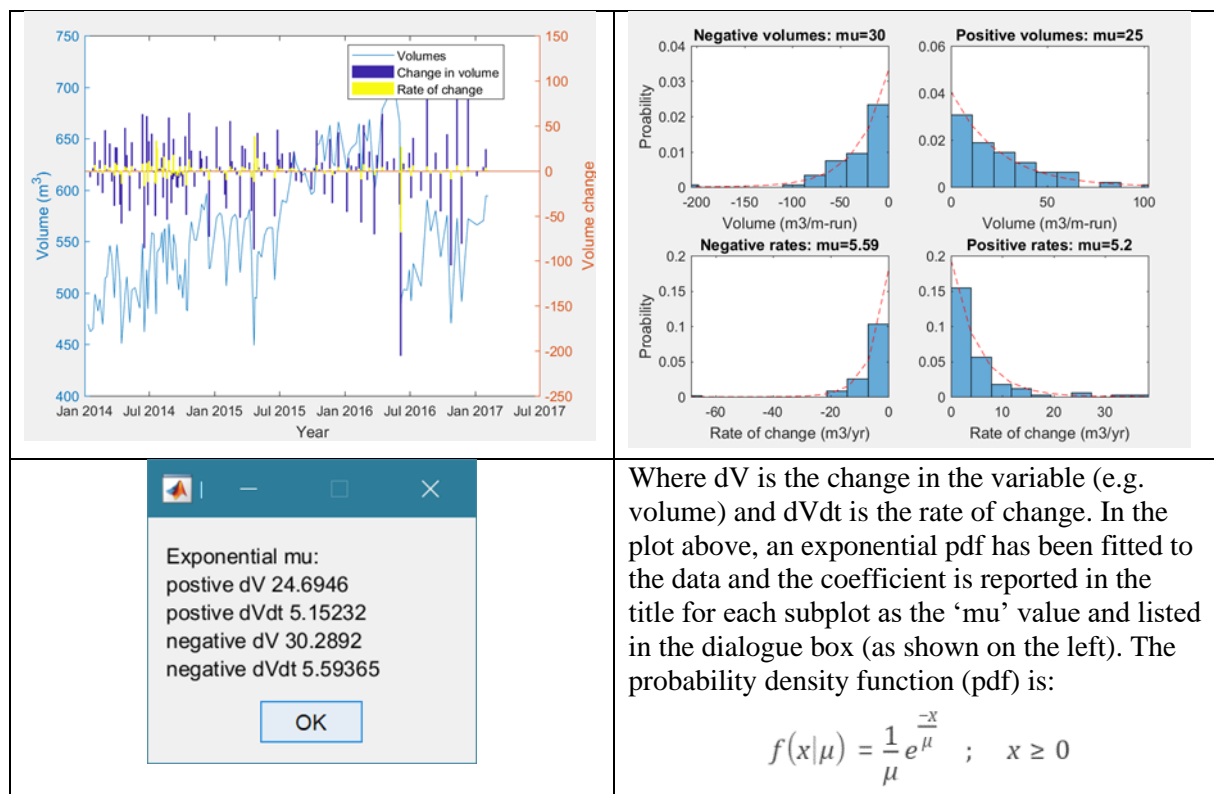 750
700
650
600
550
500
450
400
Volume (m³)
Volumes
Change in volume
Rate of change
150
100
50
0
-50
-100
-150
-200
-250
Volume change
Jan 2014 Jul 2014 Jan 2015 Jul 2015 Jan 2016 Jul 2016 Jan 2017 Jul 2017
Year
Negative volumes: mu=30
0.04
0.03
0.02
0.01
0
Proability
-200 -150 -100 -50 0
Volume (m3/m-run)
Positive volumes: mu=25
0.06
0.04
0.02
0
0 50 100
Volume (m3/m-run)
Negative rates: mu=5.59
0.2
0.15
0.1
0.05
0
Proability
-60 -40 -20 0
Rate of change (m3/yr)
Positive rates: mu=5.2
0.2
0.15
0.1
0.05
0
0 10 20 30
Rate of change (m3/yr)
Exponential mu:
postive dV 24.6946
postive dVdt 5.15232
negative dV 30.2892
negative dVdt 5.59365
OK
Where dV is the change in the variable (e.g.
volume) and dVdt is the rate of change. In the
plot above, an exponential pdf has been fitted to
the data and the coefficient is reported in the
title for each subplot as the ‘mu’ value and listed
in the dialogue box (as shown on the left). The
probability density function (pdf) is:
f(x|μ) = 1/μ e^(-x/μ) ; x ≥ 0